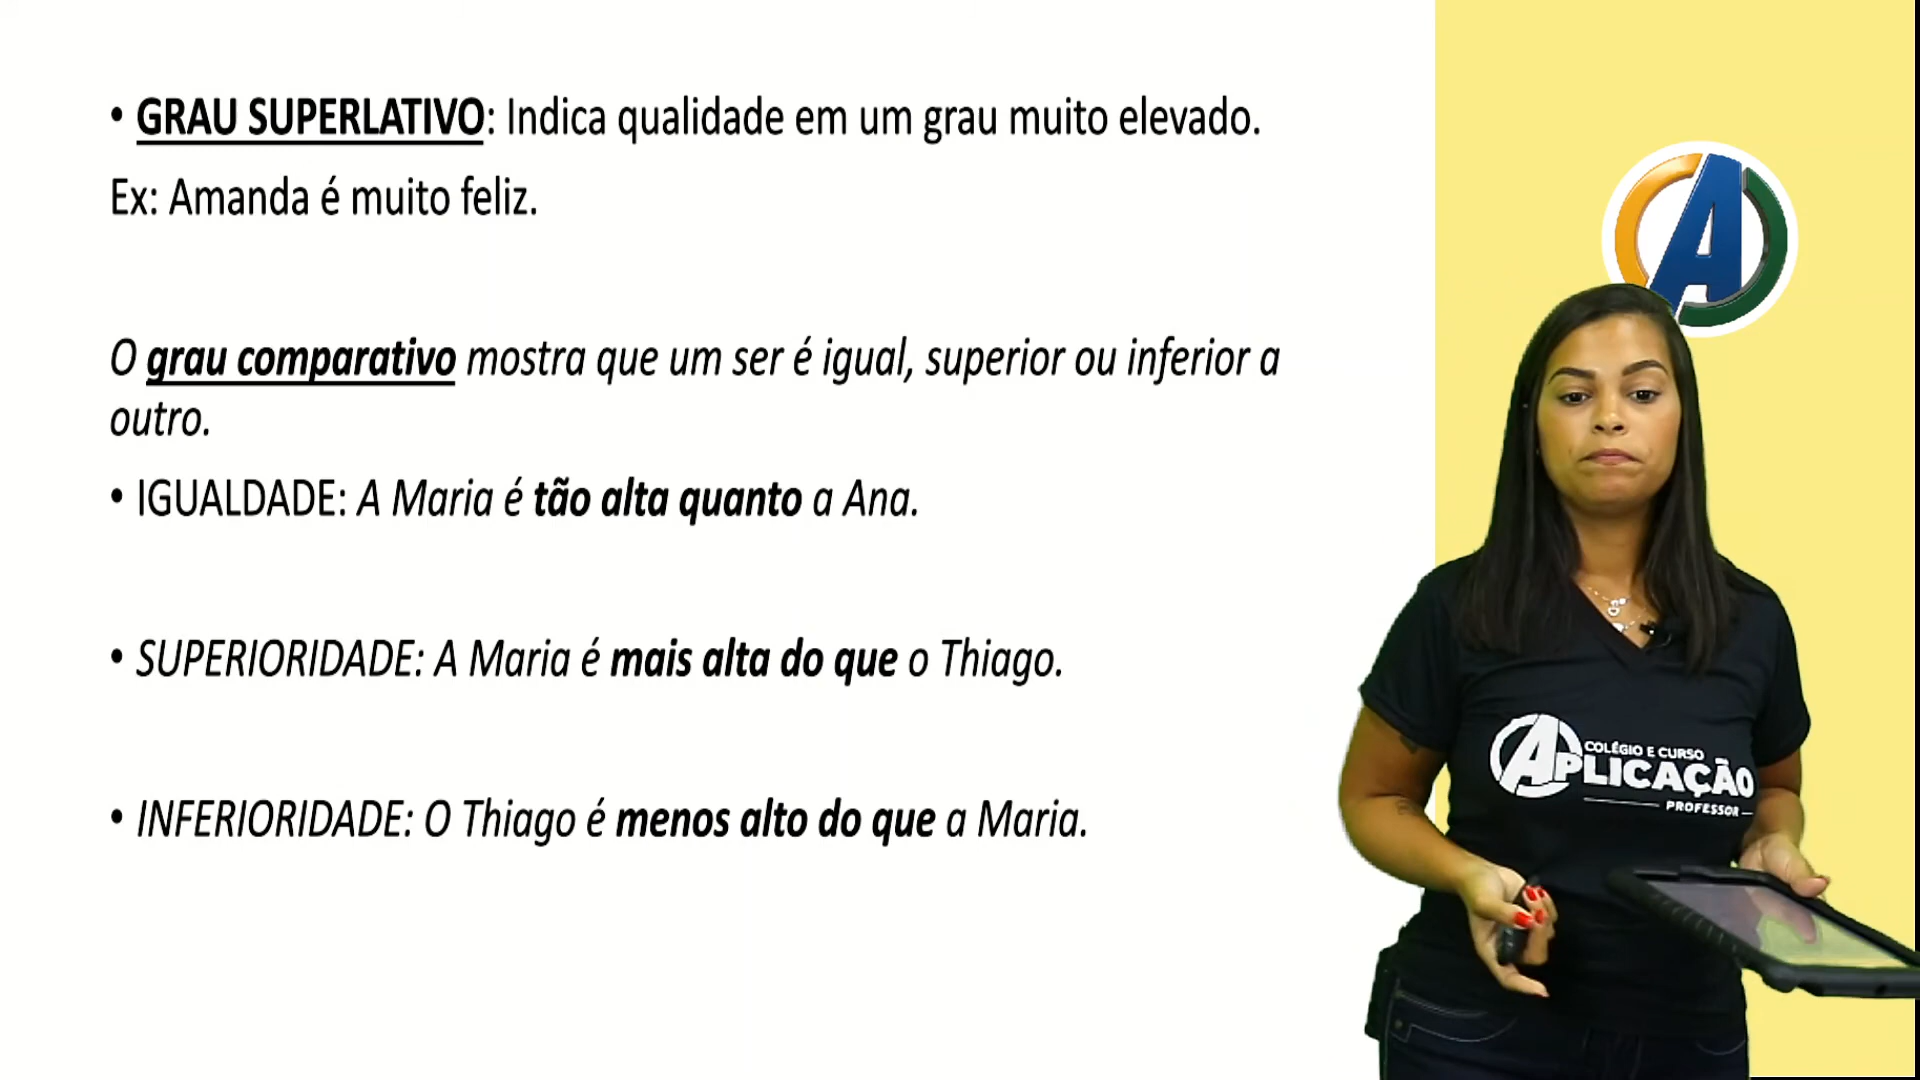 • GRAU SUPERLATIVO: Indica qualidade em um grau muito elevado.
Ex: Amanda é muito feliz.
O grau comparativo mostra que um ser é igual, superior ou inferior a
outro.
• IGUALDADE: A Maria é tão alta quanto a Ana.
• SUPERIORIDADE: A Maria é mais alta do que o Thiago.
• INFERIORIDADE: O Thiago é menos alto do que a Maria.
A
COLÉGIO E CURSO
APLICAÇÃO
PROFESSOR